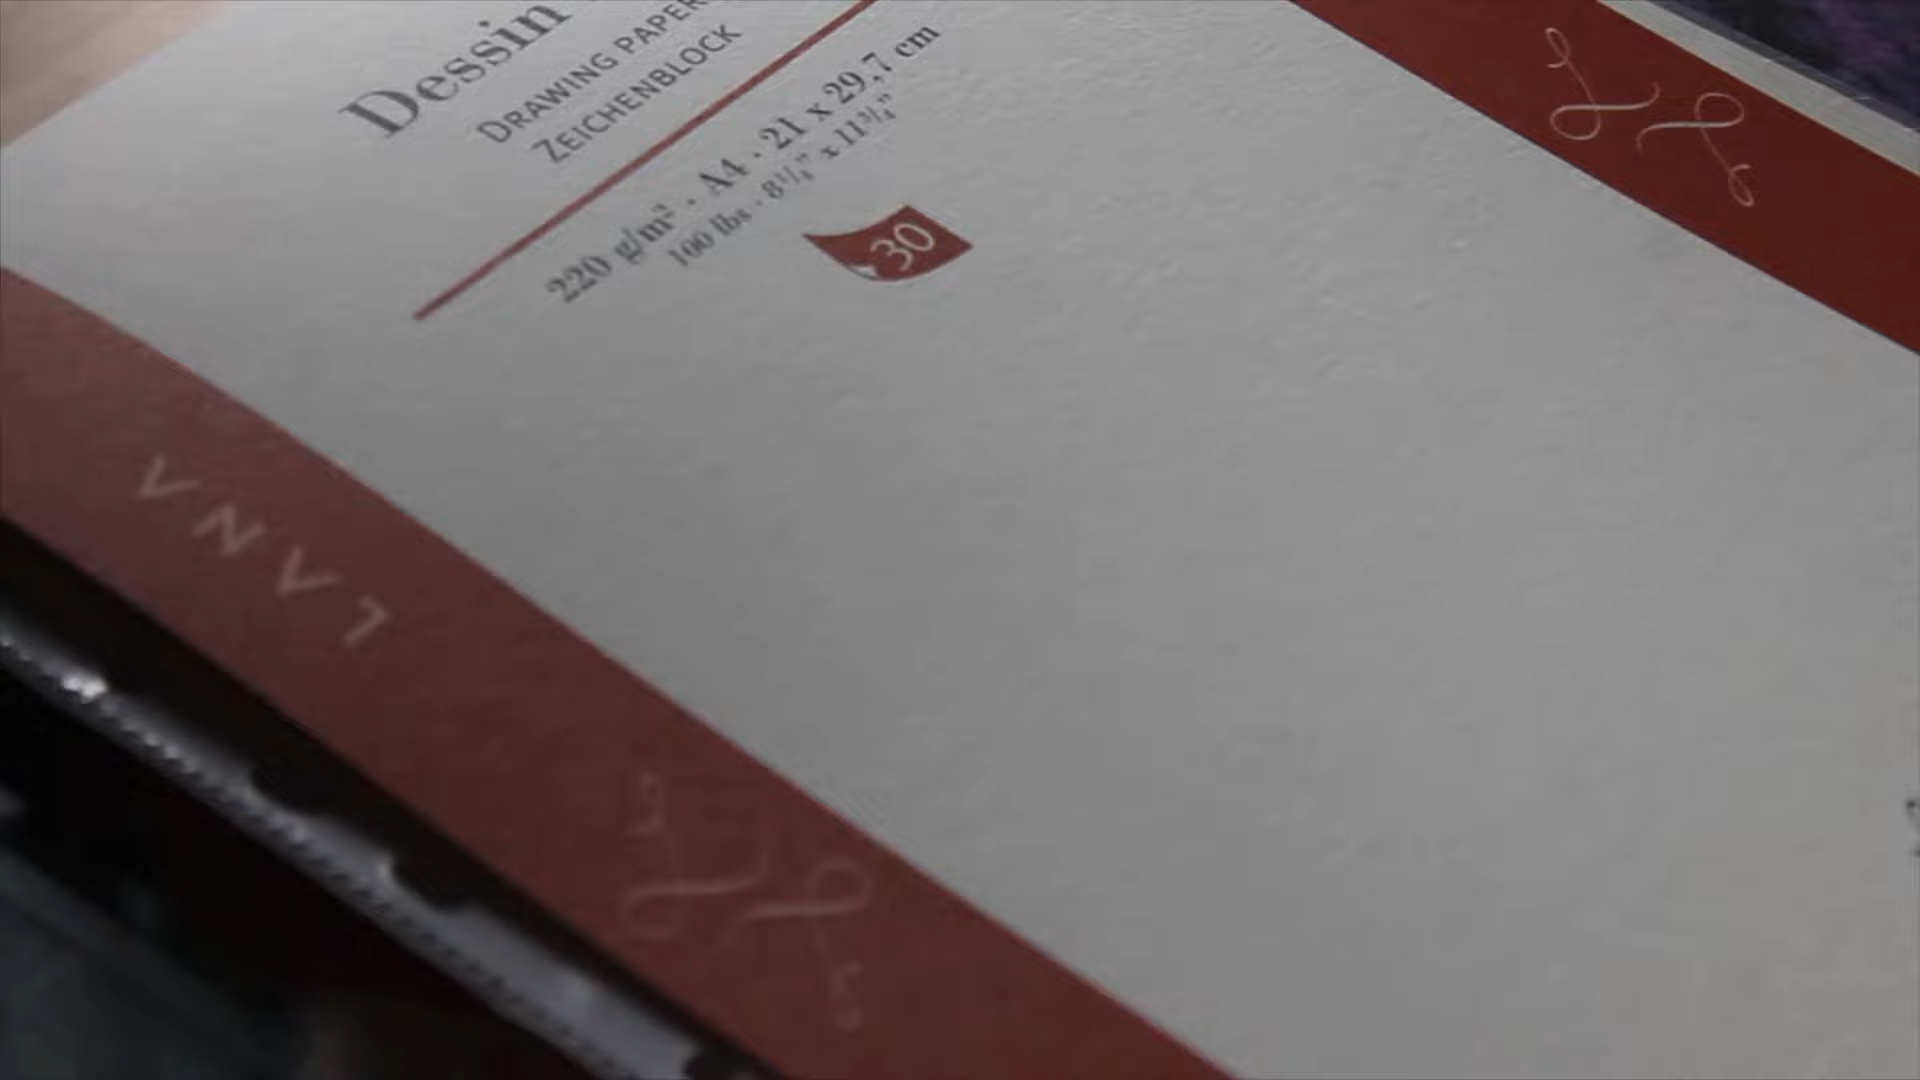 Dessin
DRAWING PAPER
ZEICHENBLOCK
220 g/m² · A4 · 21 x 29,7 cm
100 lbs · 8¹/₄" x 11³/₄"
30
LANA